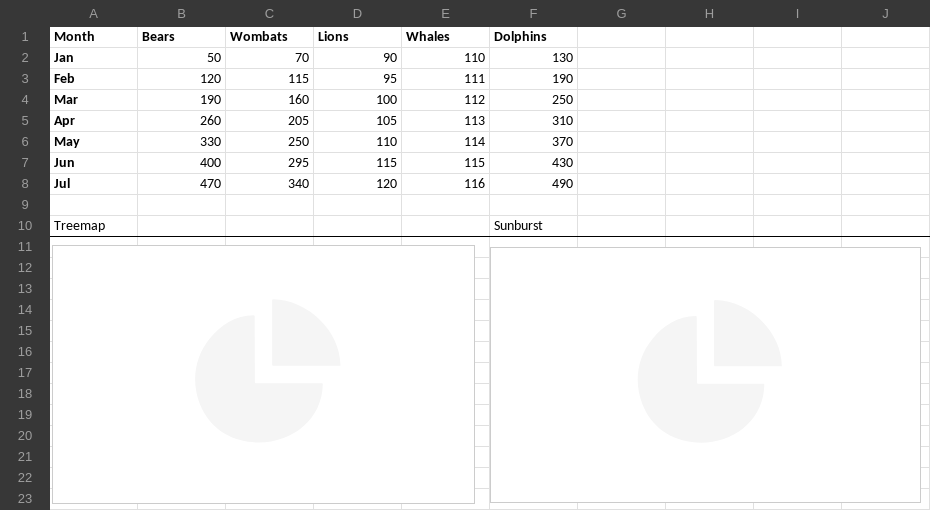 A B C D E F G H I J
1 Month Bears Wombats Lions Whales Dolphins
2 Jan 50 70 90 110 130
3 Feb 120 115 95 111 190
4 Mar 190 160 100 112 250
5 Apr 260 205 105 113 310
6 May 330 250 110 114 370
7 Jun 400 295 115 115 430
8 Jul 470 340 120 116 490
9
10 Treemap Sunburst
11
12
13
14
15
16
17
18
19
20
21
22
23